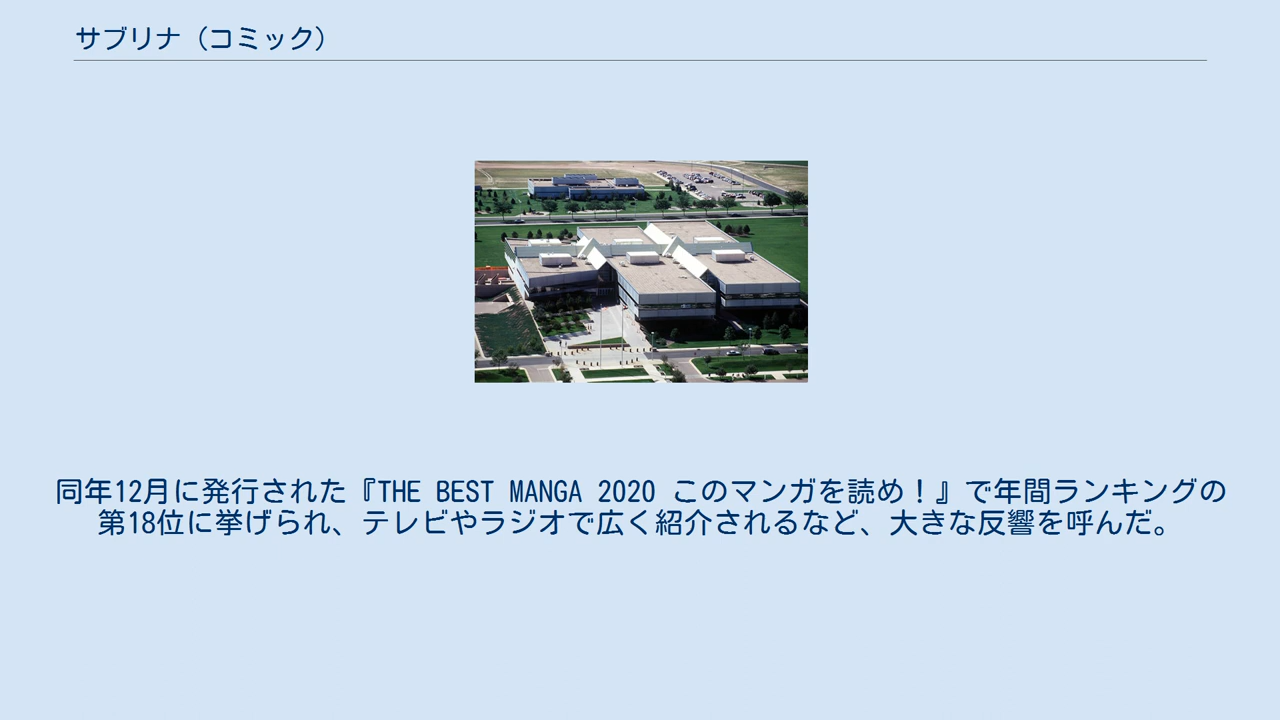 サブリナ（コミック）
同年12月に発行された『THE BEST MANGA 2020 このマンガを読め！』で年間ランキングの
第18位に挙げられ、テレビやラジオで広く紹介されるなど、大きな反響を呼んだ。